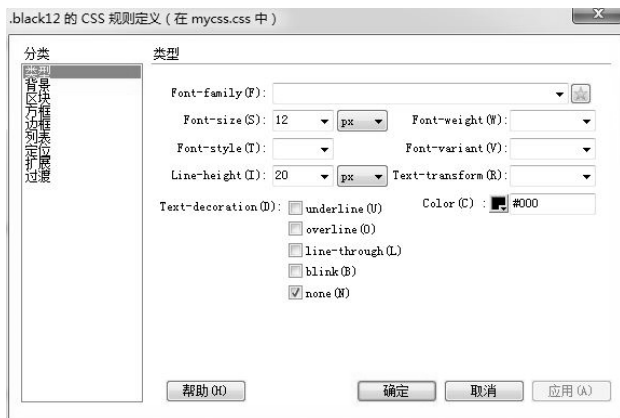 .black12 的 CSS 规则定义（在 mycss.css 中）
分类
类型
背景
区块
方框
边框
列表
定位
扩展
过渡
类型
Font-family(F):
Font-size(S): 12 px Font-weight(W):
Font-style(T): Font-variant(V):
Line-height(I): 20 px Text-transform(R):
Text-decoration(D): underline(U) Color(C) : #000
overline(O)
line-through(L)
blink(B)
none(N)
帮助(H) 确定 取消 应用(A)